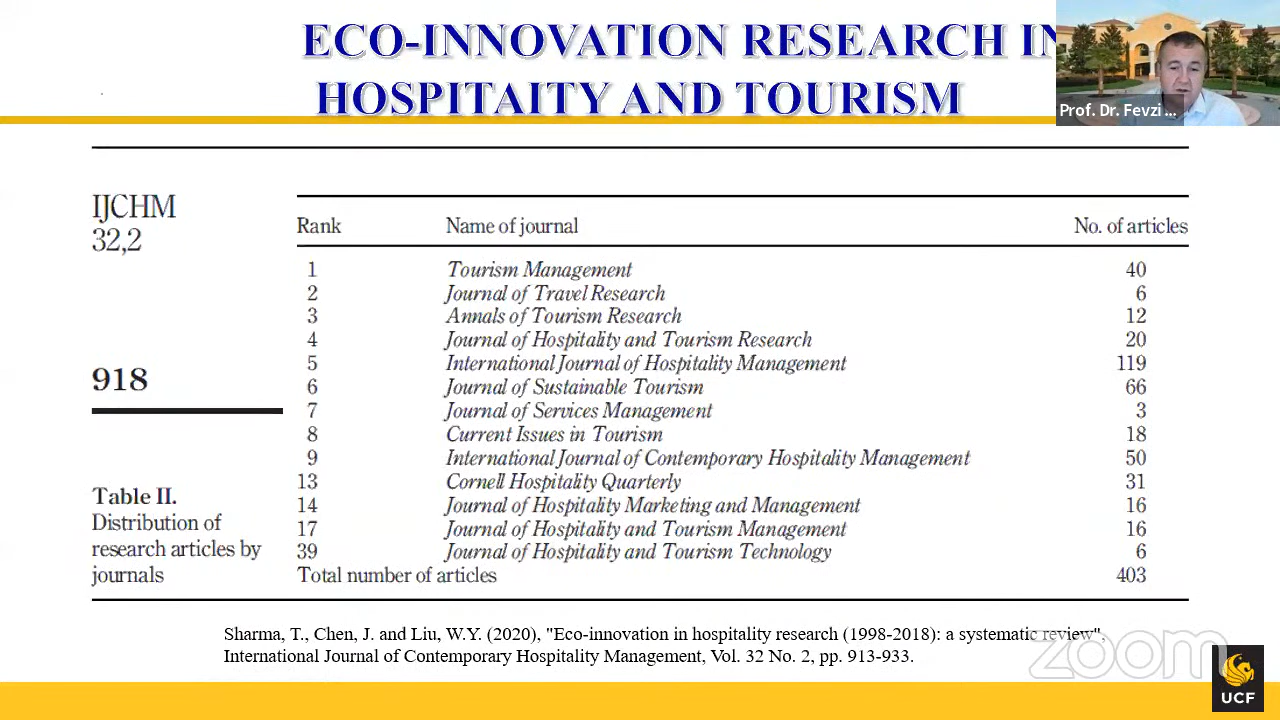 ECO-INNOVATION RESEARCH IN
HOSPITAITY AND TOURISM
Prof. Dr. Fevzi ...
IJCHM
32,2
918
Table II.
Distribution of
research articles by
journals
Rank Name of journal No. of articles
1 Tourism Management 40
2 Journal of Travel Research 6
3 Annals of Tourism Research 12
4 Journal of Hospitality and Tourism Research 20
5 International Journal of Hospitality Management 119
6 Journal of Sustainable Tourism 66
7 Journal of Services Management 3
8 Current Issues in Tourism 18
9 International Journal of Contemporary Hospitality Management 50
13 Cornell Hospitality Quarterly 31
14 Journal of Hospitality Marketing and Management 16
17 Journal of Hospitality and Tourism Management 16
39 Journal of Hospitality and Tourism Technology 6
Total number of articles 403
Sharma, T., Chen, J. and Liu, W.Y. (2020), "Eco-innovation in hospitality research (1998-2018): a systematic review",
International Journal of Contemporary Hospitality Management, Vol. 32 No. 2, pp. 913-933.
zoom
UCF